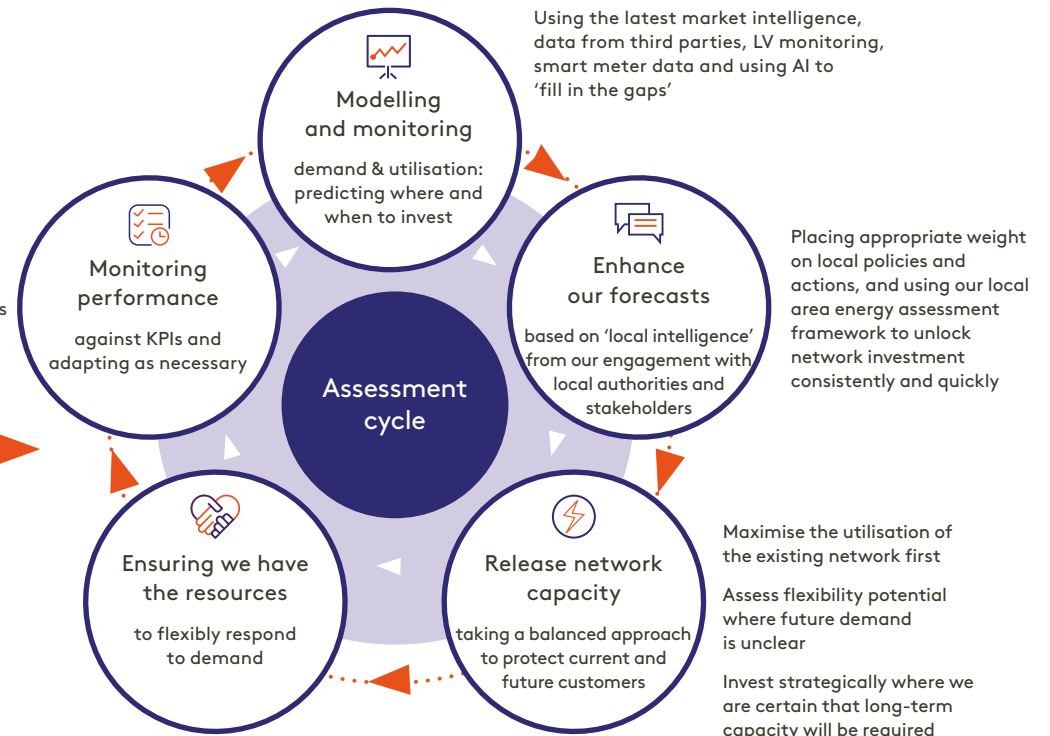 Using the latest market intelligence,
data from third parties, LV monitoring,
smart meter data and using AI to
‘fill in the gaps’
Modelling
and monitoring
demand & utilisation:
predicting where and
when to invest
Enhance
our forecasts
based on ‘local intelligence’
from our engagement with
local authorities and
stakeholders
Placing appropriate weight
on local policies and
actions, and using our local
area energy assessment
framework to unlock
network investment
consistently and quickly
Release network
capacity
taking a balanced approach
to protect current and
future customers
Maximise the utilisation of
the existing network first
Assess flexibility potential
where future demand
is unclear
Invest strategically where we
are certain that long-term
capacity will be required
Ensuring we have
the resources
to flexibly respond
to demand
Monitoring
performance
against KPIs and
adapting as necessary
s
Assessment
cycle